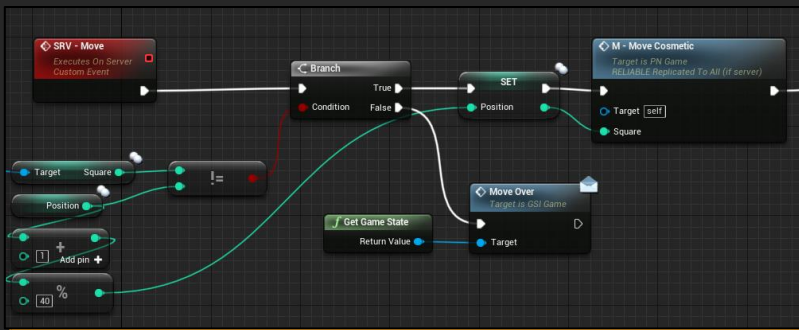 SRV - Move
Executes On Server
Custom Event
Branch
True
Condition
False
SET
Position
M - Move Cosmetic
Target is PN Game
RELIABLE Replicated To All (if server)
Target self
Square
Target Square
!=
Position
+
1
Add pin +
%
40
Move Over
Target is GSI Game
Target
f Get Game State
Return Value